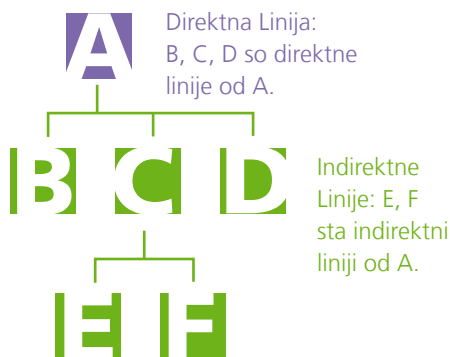 A
Direktna Linija:
B, C, D so direktne
linije od A.
B C D
Indirektne
Linije: E, F
sta indirektni
liniji od A.
E F